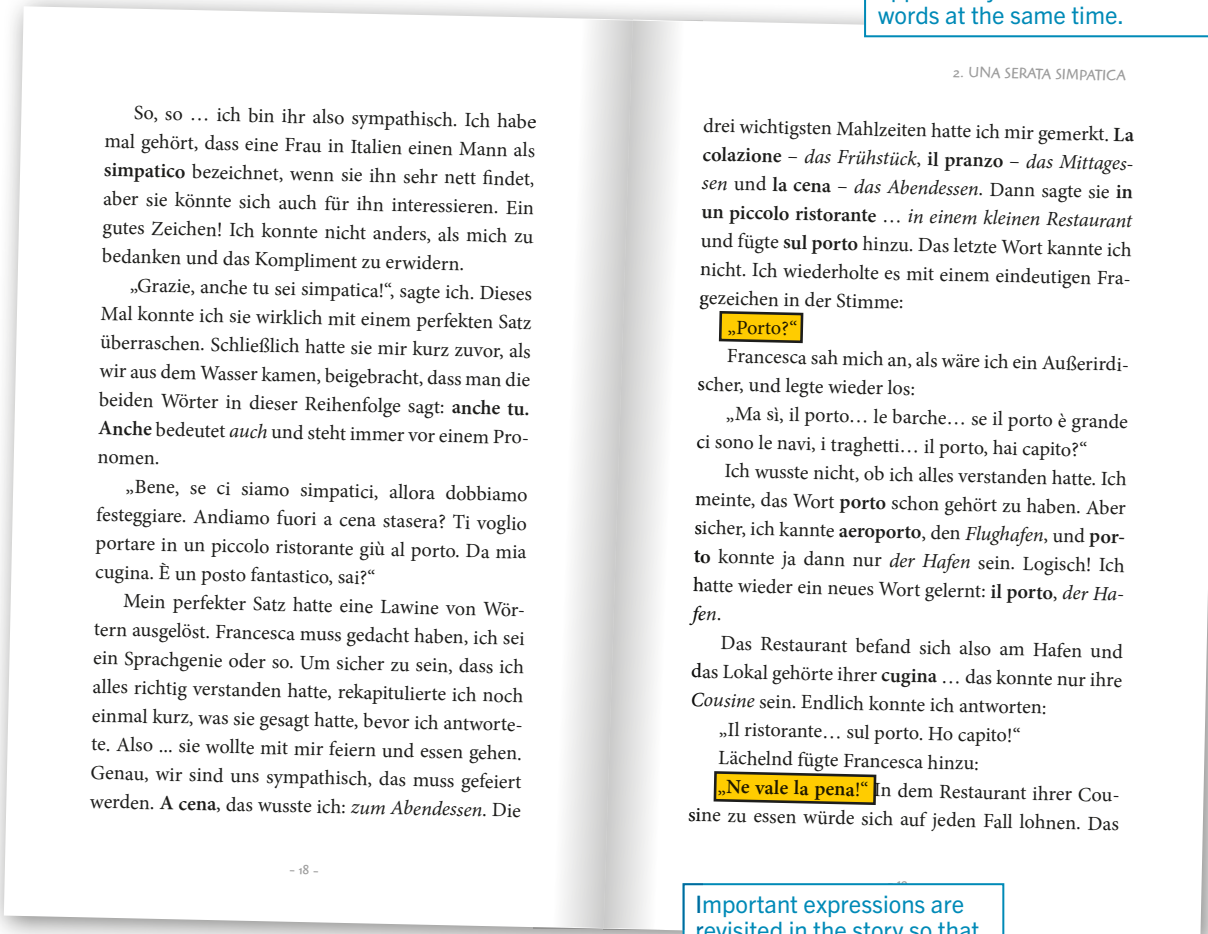 words at the same time.
So, so … ich bin ihr also sympathisch. Ich habe
mal gehört, dass eine Frau in Italien einen Mann als
simpatico bezeichnet, wenn sie ihn sehr nett findet,
aber sie könnte sich auch für ihn interessieren. Ein
gutes Zeichen! Ich konnte nicht anders, als mich zu
bedanken und das Kompliment zu erwidern.
„Grazie, anche tu sei simpatica!“, sagte ich. Dieses
Mal konnte ich sie wirklich mit einem perfekten Satz
überraschen. Schließlich hatte sie mir kurz zuvor, als
wir aus dem Wasser kamen, beigebracht, dass man die
beiden Wörter in dieser Reihenfolge sagt: anche tu.
Anche bedeutet auch und steht immer vor einem Pro-
nomen.
„Bene, se ci siamo simpatici, allora dobbiamo
festeggiare. Andiamo fuori a cena stasera? Ti voglio
portare in un piccolo ristorante giù al porto. Da mia
cugina. È un posto fantastico, sai?“
Mein perfekter Satz hatte eine Lawine von Wör-
tern ausgelöst. Francesca muss gedacht haben, ich sei
ein Sprachgenie oder so. Um sicher zu sein, dass ich
alles richtig verstanden hatte, rekapitulierte ich noch
einmal kurz, was sie gesagt hatte, bevor ich antworte-
te. Also ... sie wollte mit mir feiern und essen gehen.
Genau, wir sind uns sympathisch, das muss gefeiert
werden. A cena, das wusste ich: zum Abendessen. Die
– 18 –
2. UNA SERATA SIMPATICA
drei wichtigsten Mahlzeiten hatte ich mir gemerkt. La
colazione – das Frühstück, il pranzo – das Mittages-
sen und la cena – das Abendessen. Dann sagte sie in
un piccolo ristorante … in einem kleinen Restaurant
und fügte sul porto hinzu. Das letzte Wort kannte ich
nicht. Ich wiederholte es mit einem eindeutigen Fra-
gezeichen in der Stimme:
„Porto?“
Francesca sah mich an, als wäre ich ein Außerirdi-
scher, und legte wieder los:
„Ma sì, il porto… le barche… se il porto è grande
ci sono le navi, i traghetti… il porto, hai capito?“
Ich wusste nicht, ob ich alles verstanden hatte. Ich
meinte, das Wort porto schon gehört zu haben. Aber
sicher, ich kannte aeroporto, den Flughafen, und por-
to konnte ja dann nur der Hafen sein. Logisch! Ich
hatte wieder ein neues Wort gelernt: il porto, der Ha-
fen.
Das Restaurant befand sich also am Hafen und
das Lokal gehörte ihrer cugina … das konnte nur ihre
Cousine sein. Endlich konnte ich antworten:
„Il ristorante… sul porto. Ho capito!“
Lächelnd fügte Francesca hinzu:
„Ne vale la pena!“ In dem Restaurant ihrer Cou-
sine zu essen würde sich auf jeden Fall lohnen. Das
Important expressions are
revisited in the story so that